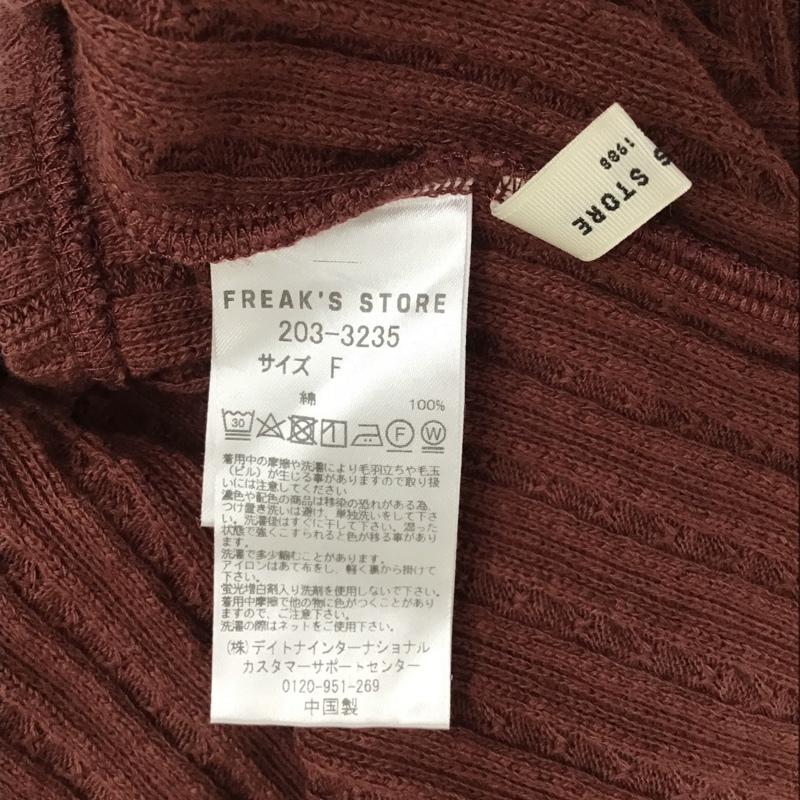 FREAK'S STORE
203-3235
サイズ F
綿 100%
30
F
W
着用中の摩擦や洗濯により毛羽立ちや毛玉
(ピル)が生じる事がありますので取り扱
いには注意してください
濃色や配色の商品は移染の恐れがある為、
つけ置き洗いは避け、単独洗いをして下さ
い。洗濯後はすぐに干して下さい。湿った
状態で強くこすられると色が移る事があり
ます。
洗濯で多少縮むことがあります。
アイロンはあて布をし、軽く裏から掛けて
下さい。
蛍光増白剤入り洗剤を使用しないで下さい。
着用中摩擦で他の物に色がつくことがあり
ますので、ご注意下さい。
洗濯の際はネットをご使用下さい。
(株)デイトナインターナショナル
カスタマーサポートセンター
0120-951-269
中国製
S STORE
1986